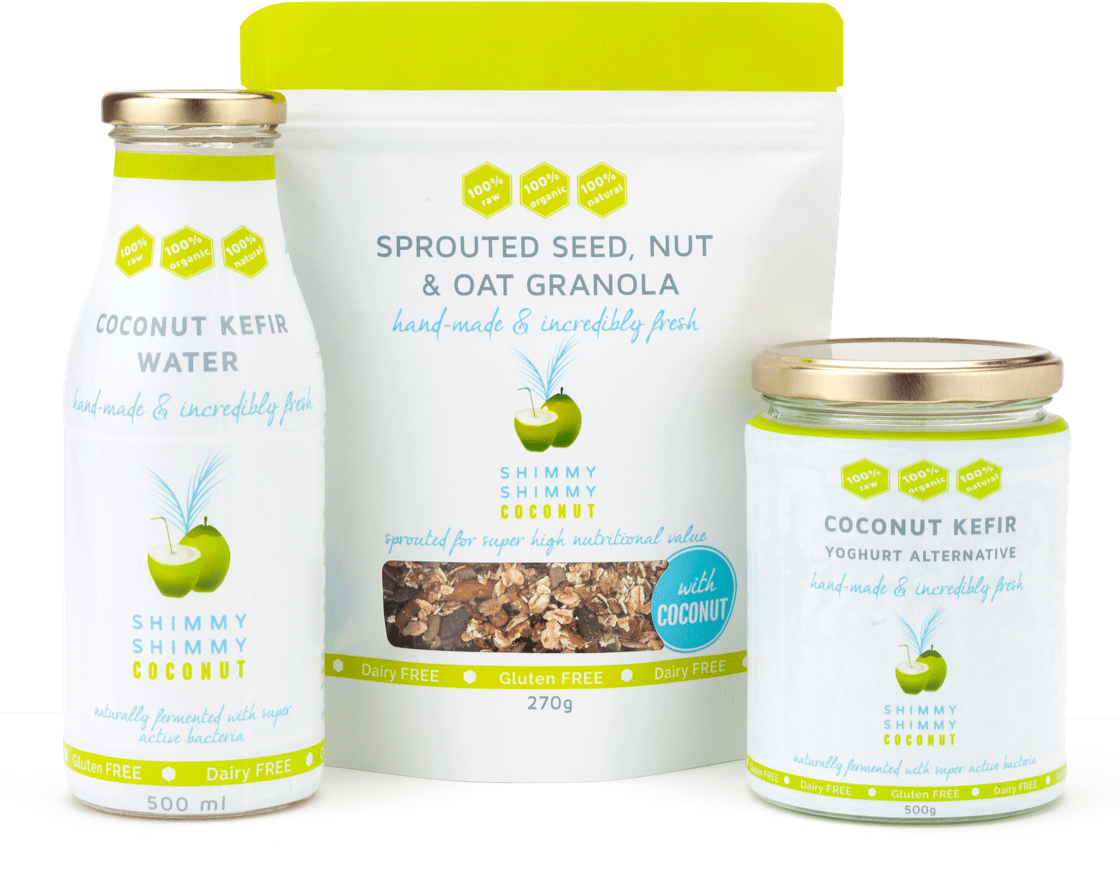 100%
raw
100%
organic
100%
natural
COCONUT KEFIR
WATER
hand-made & incredibly fresh
SHIMMY
SHIMMY
COCONUT
naturally fermented with super
active bacteria
Gluten FREE Dairy FREE
500 ml
100%
raw
100%
organic
100%
natural
SPROUTED SEED, NUT
& OAT GRANOLA
hand-made & incredibly fresh
SHIMMY
SHIMMY
COCONUT
sprouted for super high nutritional value
with
COCONUT
Dairy FREE Gluten FREE Dairy FREE
270g
100%
raw
100%
organic
100%
natural
COCONUT KEFIR
YOGHURT ALTERNATIVE
hand-made & incredibly fresh
SHIMMY
SHIMMY
COCONUT
naturally fermented with super active bacteria
FREE Dairy FREE Gluten FREE Dairy FREE
500g